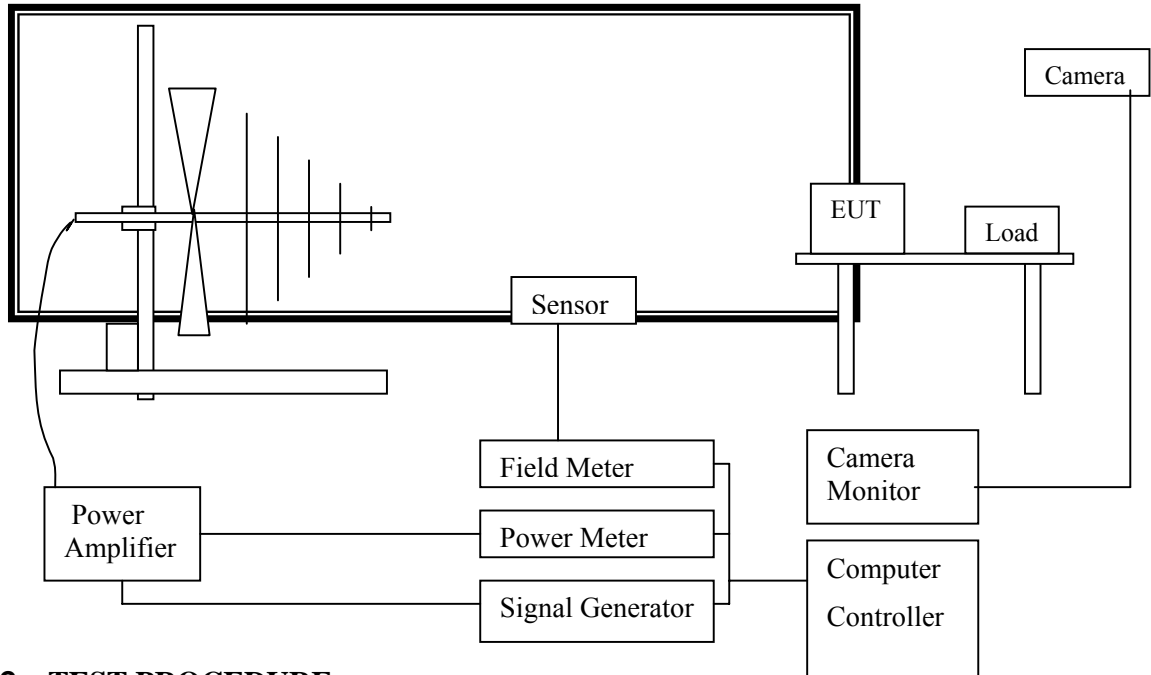 Camera
EUT
Load
Sensor
Field Meter
Camera
Monitor
Power
Amplifier
Power Meter
Computer
Controller
Signal Generator
TEST PROCEDURE